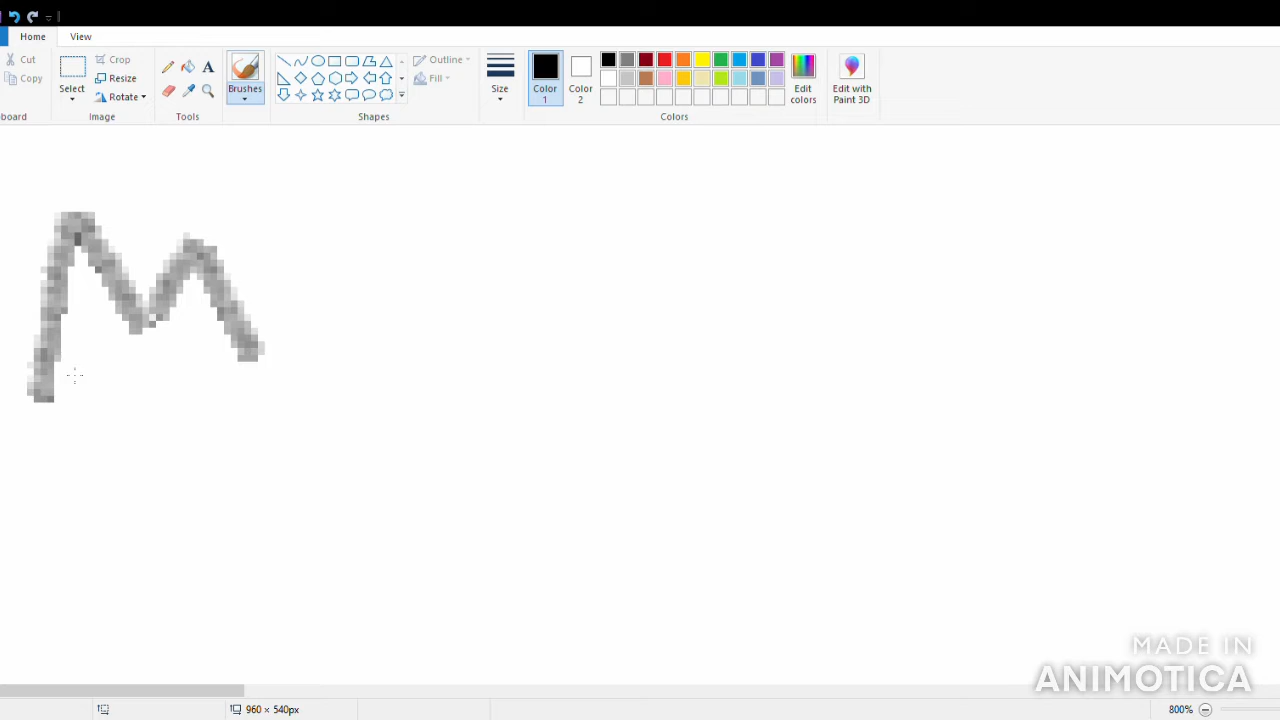 Home View
Cut
Copy
board
Select
Crop
Resize
Rotate
Image
A
Tools
Brushes
Outline
Fill
Shapes
Size
Color 1
Color 2
Edit colors
Colors
Edit with Paint 3D
M
MADE IN
ANIMOTICA
960 × 540px
800%